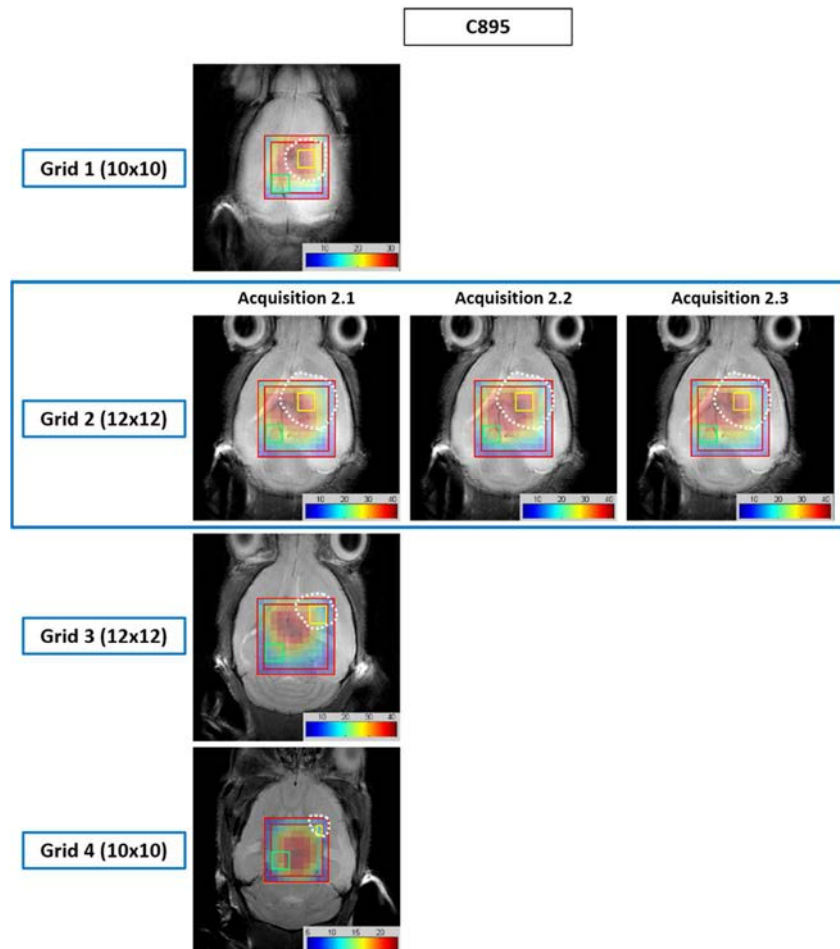 C895
Grid 1 (10x10)
10 20 30
Acquisition 2.1 Acquisition 2.2 Acquisition 2.3
Grid 2 (12x12)
10 20 30 40 10 20 30 40 10 20 30 40
Grid 3 (12x12)
10 20 30 40
Grid 4 (10x10)
5 10 15 20